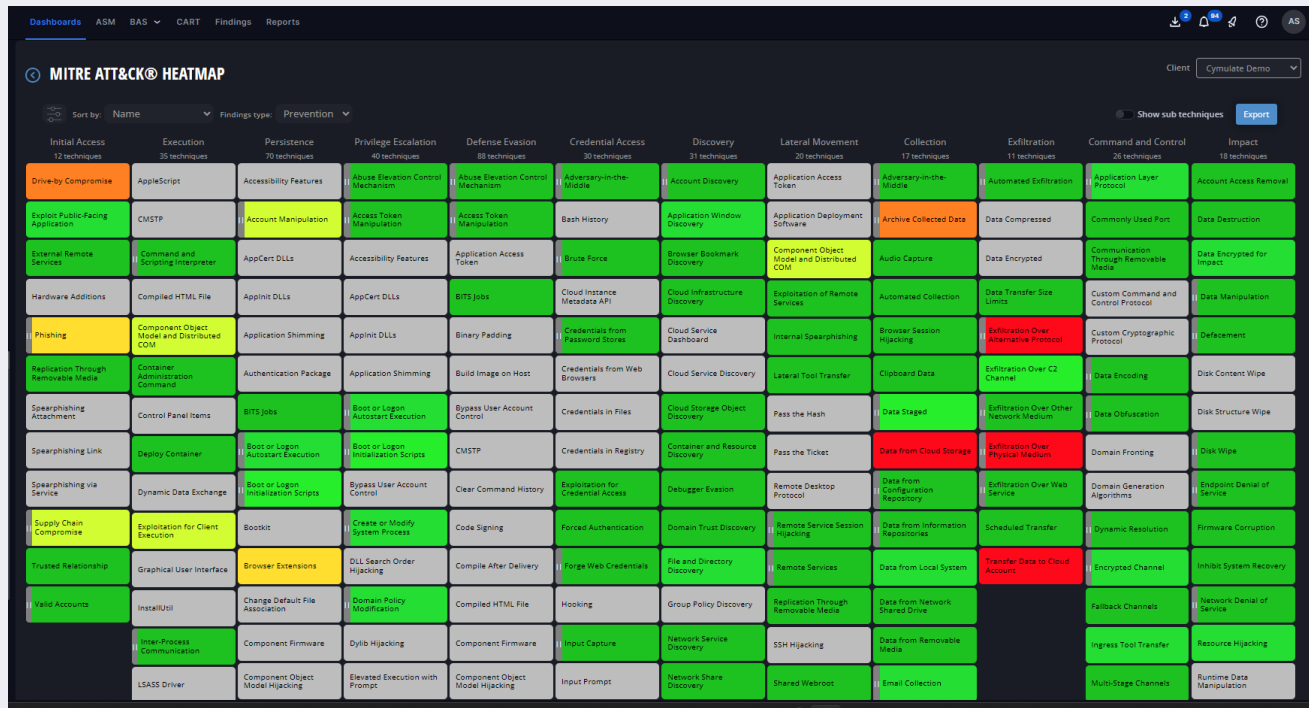 Dashboards ASM BAS CART Findings Reports 2 94 AS
MITRE ATT&CK® HEATMAP Client Cymulate Demo
Sort by: Name Findings type: Prevention Show sub techniques Export
Initial Access Execution Persistence Privilege Escalation Defense Evasion Credential Access Discovery Lateral Movement Collection Exfiltration Command and Control Impact
12 techniques 35 techniques 70 techniques 40 techniques 88 techniques 30 techniques 31 techniques 20 techniques 17 techniques 11 techniques 26 techniques 18 techniques
Drive-by Compromise AppleScript Accessibility Features Abuse Elevation Control Mechanism Abuse Elevation Control Mechanism Adversary-in-the-Middle Account Discovery Application Access Token Adversary-in-the-Middle Automated Exfiltration Application Layer Protocol Account Access Removal
Exploit Public-Facing Application CMSTP Account Manipulation Access Token Manipulation Access Token Manipulation Bash History Application Window Discovery Application Deployment Software Archive Collected Data Data Compressed Commonly Used Port Data Destruction
External Remote Services Command and Scripting Interpreter AppCert DLLs Accessibility Features Application Access Token Brute Force Browser Bookmark Discovery Component Object Model and Distributed COM Audio Capture Data Encrypted Communication Through Removable Media Data Encrypted for Impact
Hardware Additions Compiled HTML File AppInit DLLs AppCert DLLs BITS Jobs Cloud Instance Metadata API Cloud Infrastructure Discovery Exploitation of Remote Services Automated Collection Data Transfer Size Limits Custom Command and Control Protocol Data Manipulation
Phishing Component Object Model and Distributed COM Application Shimming AppInit DLLs Binary Padding Credentials from Password Stores Cloud Service Dashboard Internal Spearphishing Browser Session Hijacking Exfiltration Over Alternative Protocol Custom Cryptographic Protocol Defacement
Replication Through Removable Media Container Administration Command Authentication Package Application Shimming Build Image on Host Credentials from Web Browsers Cloud Service Discovery Lateral Tool Transfer Clipboard Data Exfiltration Over C2 Channel Data Encoding Disk Content Wipe
Spearphishing Attachment Control Panel Items BITS Jobs Boot or Logon Autostart Execution Bypass User Account Control Credentials in Files Cloud Storage Object Discovery Pass the Hash Data Staged Exfiltration Over Other Network Medium Data Obfuscation Disk Structure Wipe
Spearphishing Link Deploy Container Boot or Logon Autostart Execution Boot or Logon Initialization Scripts CMSTP Credentials in Registry Container and Resource Discovery Pass the Ticket Data from Cloud Storage Exfiltration Over Physical Medium Domain Fronting Disk Wipe
Spearphishing via Service Dynamic Data Exchange Boot or Logon Initialization Scripts Bypass User Account Control Clear Command History Exploitation for Credential Access Debugger Evasion Remote Desktop Protocol Data from Configuration Repository Exfiltration Over Web Service Domain Generation Algorithms Endpoint Denial of Service
Supply Chain Compromise Exploitation for Client Execution Bootkit Create or Modify System Process Code Signing Forced Authentication Domain Trust Discovery Remote Service Session Hijacking Data from Information Repositories Scheduled Transfer Dynamic Resolution Firmware Corruption
Trusted Relationship Graphical User Interface Browser Extensions DLL Search Order Hijacking Compile After Delivery Forge Web Credentials File and Directory Discovery Remote Services Data from Local System Transfer Data to Cloud Account Encrypted Channel Inhibit System Recovery
Valid Accounts InstallUtil Change Default File Association Domain Policy Modification Compiled HTML File Hooking Group Policy Discovery Replication Through Removable Media Data from Network Shared Drive Fallback Channels Network Denial of Service
Inter-Process Communication Component Firmware Dylib Hijacking Component Firmware Input Capture Network Service Discovery SSH Hijacking Data from Removable Media Ingress Tool Transfer Resource Hijacking
LSASS Driver Component Object Model Hijacking Elevated Execution with Prompt Component Object Model Hijacking Input Prompt Network Share Discovery Shared Webroot Email Collection Multi-Stage Channels Runtime Data Manipulation